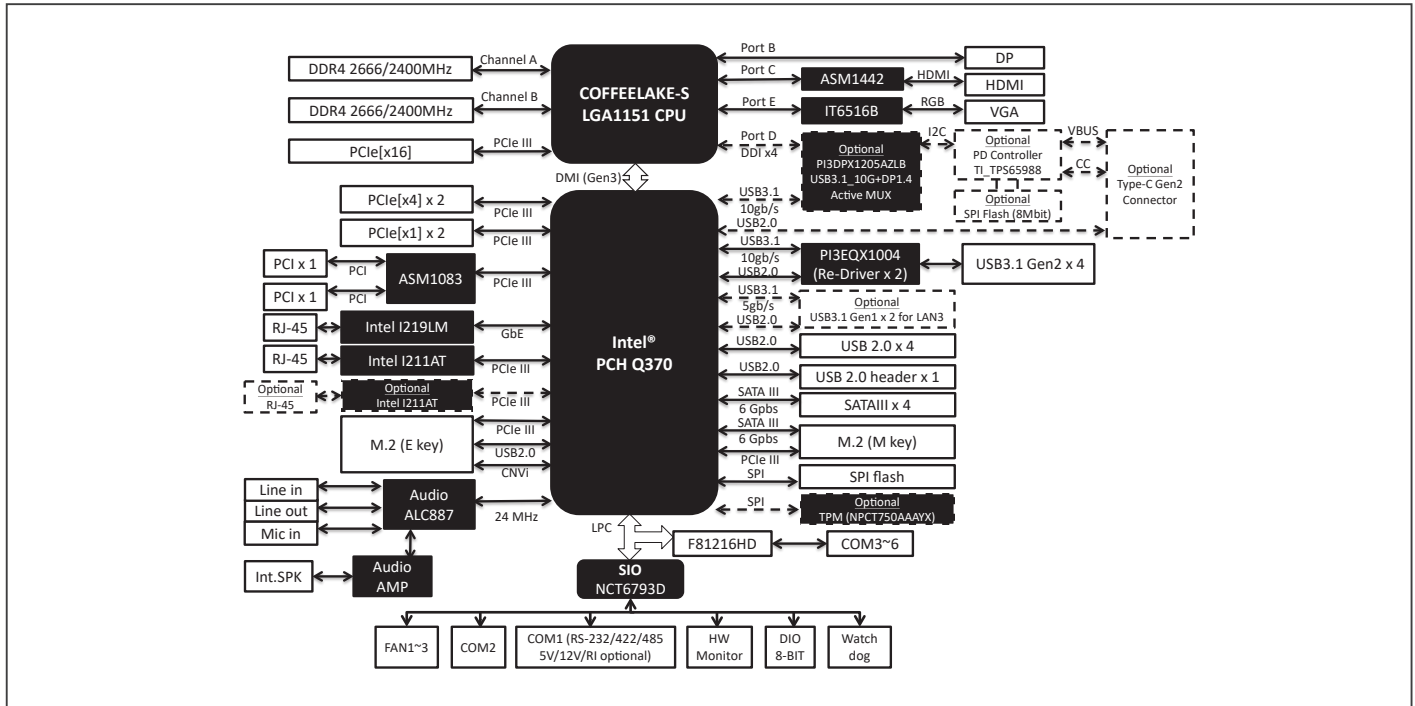 Channel A
DDR4 2666/2400MHz
Channel B
DDR4 2666/2400MHz
PCIe III
PCIe[x16]
COFFEELAKE-S
LGA1151 CPU
Port B
DP
Port C
ASM1442
HDMI
HDMI
Port E
IT6516B
RGB
VGA
Port D
DDI x4
Optional
PI3DPX1205AZLB
USB3.1_10G+DP1.4
Active MUX
I2C
Optional
PD Controller
TI_TPS65988
VBUS
CC
Optional
Type-C Gen2
Connector
Optional
SPI Flash (8Mbit)
DMI (Gen3)
PCIe[x4] x 2
PCIe III
PCIe[x1] x 2
PCIe III
PCI x 1
PCI
PCI x 1
PCI
ASM1083
PCIe III
RJ-45
Intel I219LM
GbE
RJ-45
Intel I211AT
PCIe III
Optional
RJ-45
Optional
Intel I211AT
PCIe III
M.2 (E key)
PCIe III
USB2.0
CNVi
Line in
Line out
Mic in
Audio
ALC887
24 MHz
Int.SPK
Audio
AMP
Intel®
PCH Q370
USB3.1
10gb/s
USB2.0
USB3.1
10gb/s
USB2.0
PI3EQX1004
(Re-Driver x 2)
USB3.1 Gen2 x 4
USB3.1
5gb/s
USB2.0
Optional
USB3.1 Gen1 x 2 for LAN3
USB2.0
USB 2.0 x 4
USB2.0
USB 2.0 header x 1
SATA III
6 Gpbs
SATAIII x 4
SATA III
6 Gpbs
PCIe III
M.2 (M key)
SPI
SPI flash
SPI
Optional
TPM (NPCT750AAAYX)
LPC
F81216HD
COM3~6
SIO
NCT6793D
FAN1~3
COM2
COM1 (RS-232/422/485
5V/12V/RI optional)
HW
Monitor
DIO
8-BIT
Watch
dog